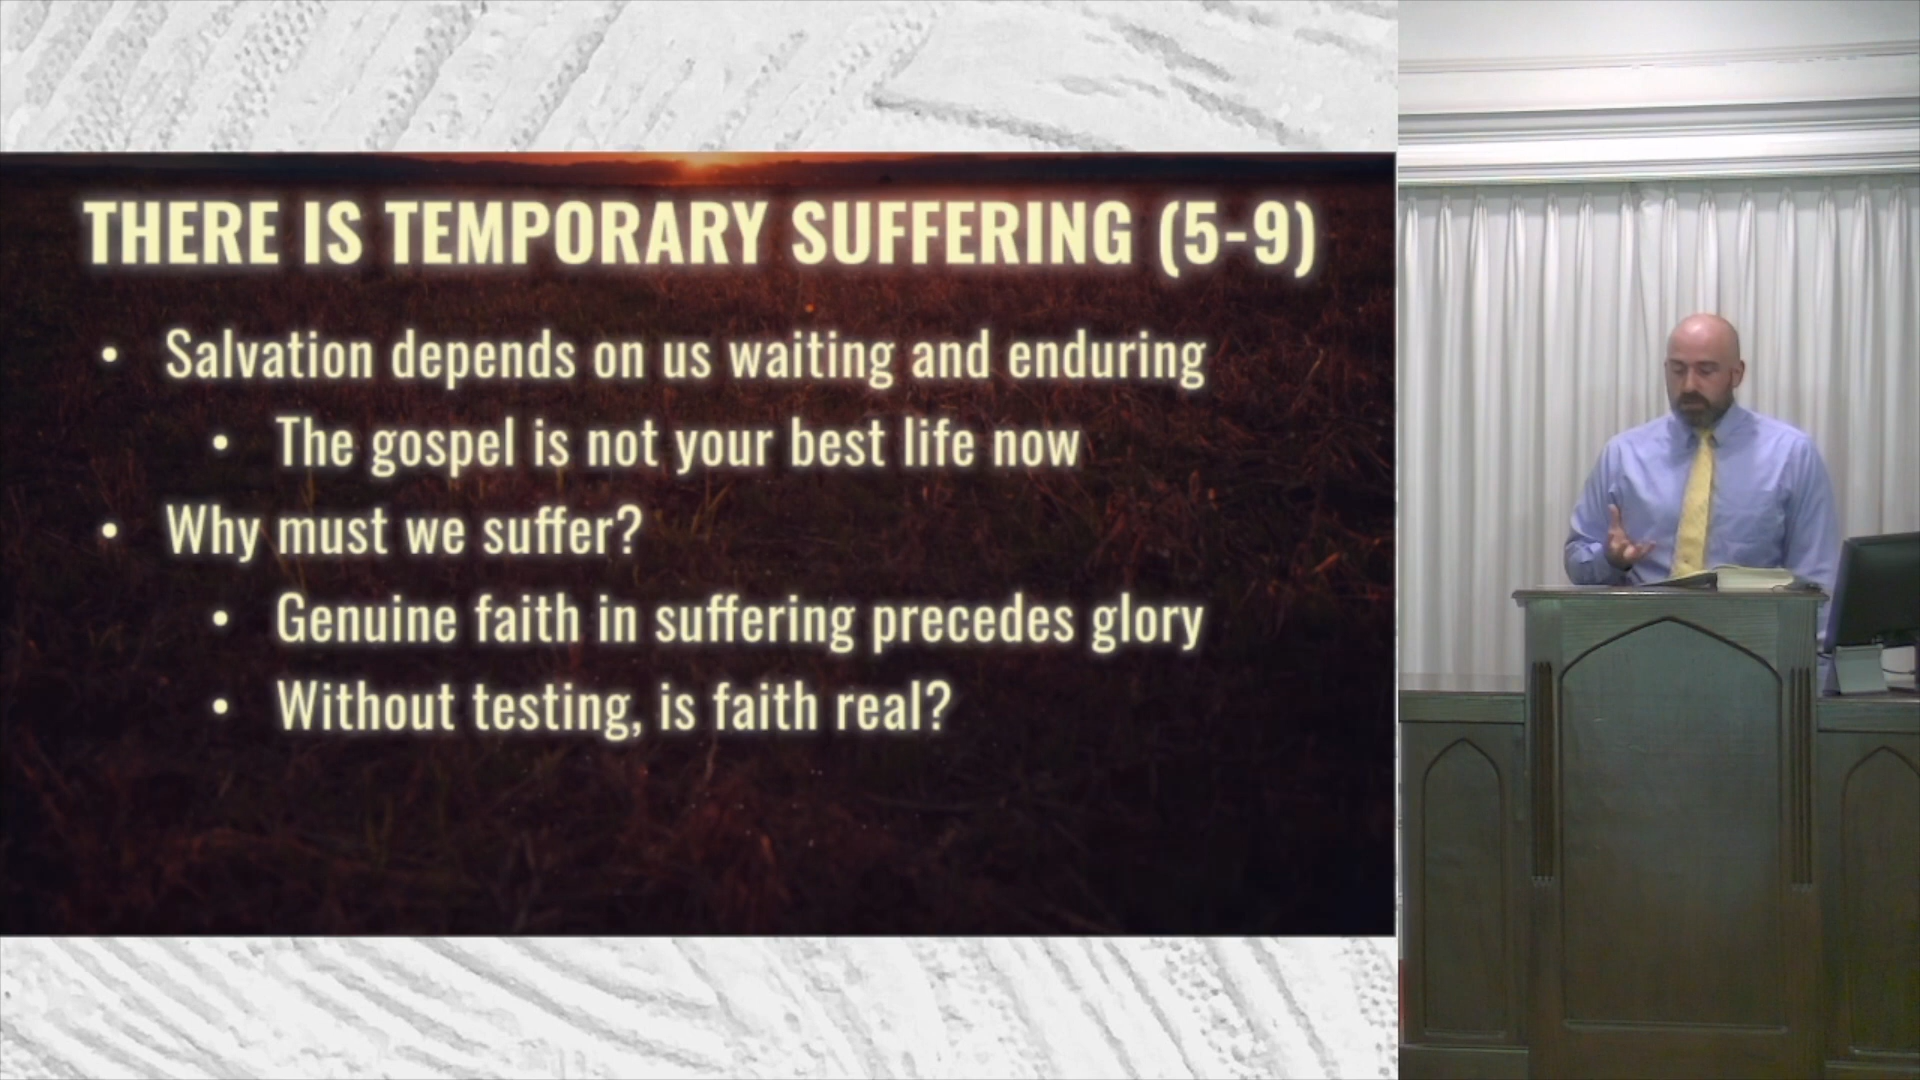 THERE IS TEMPORARY SUFFERING (5-9)
• Salvation depends on us waiting and enduring
• The gospel is not your best life now
• Why must we suffer?
• Genuine faith in suffering precedes glory
• Without testing, is faith real?